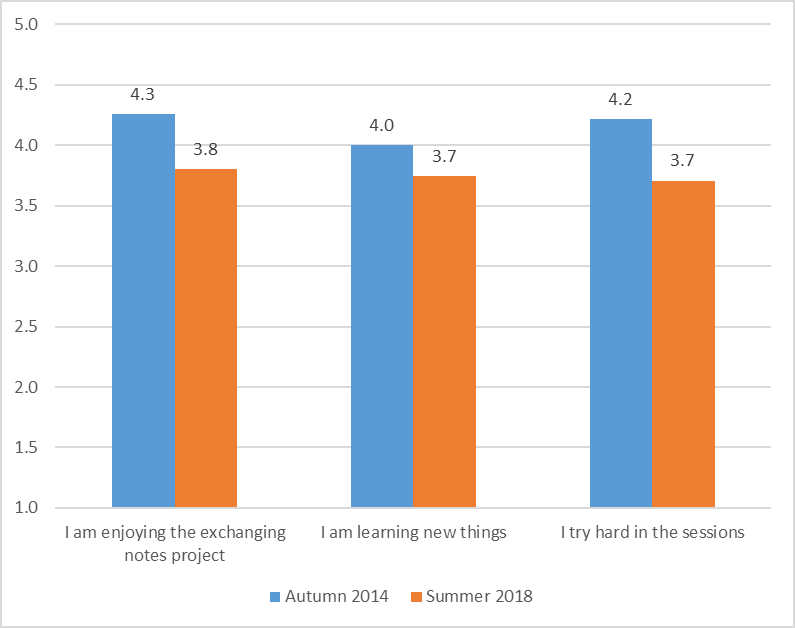 5.0
4.5
4.0
3.5
3.0
2.5
2.0
1.5
1.0
4.3
3.8
4.0
3.7
4.2
3.7
I am enjoying the exchanging
notes project
I am learning new things
I try hard in the sessions
Autumn 2014
Summer 2018